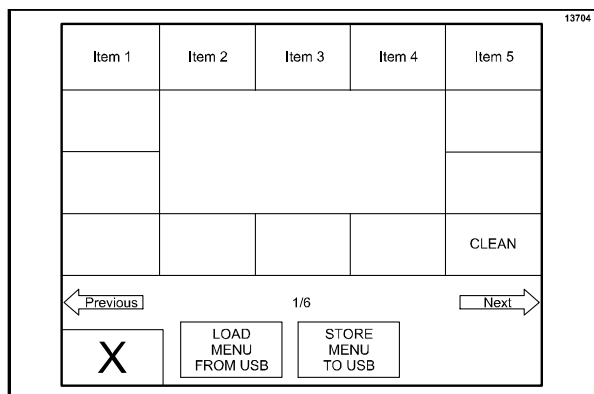 13704
Item 1 Item 2 Item 3 Item 4 Item 5
CLEAN
Previous 1/6 Next
X
LOAD
MENU
FROM USB
STORE
MENU
TO USB